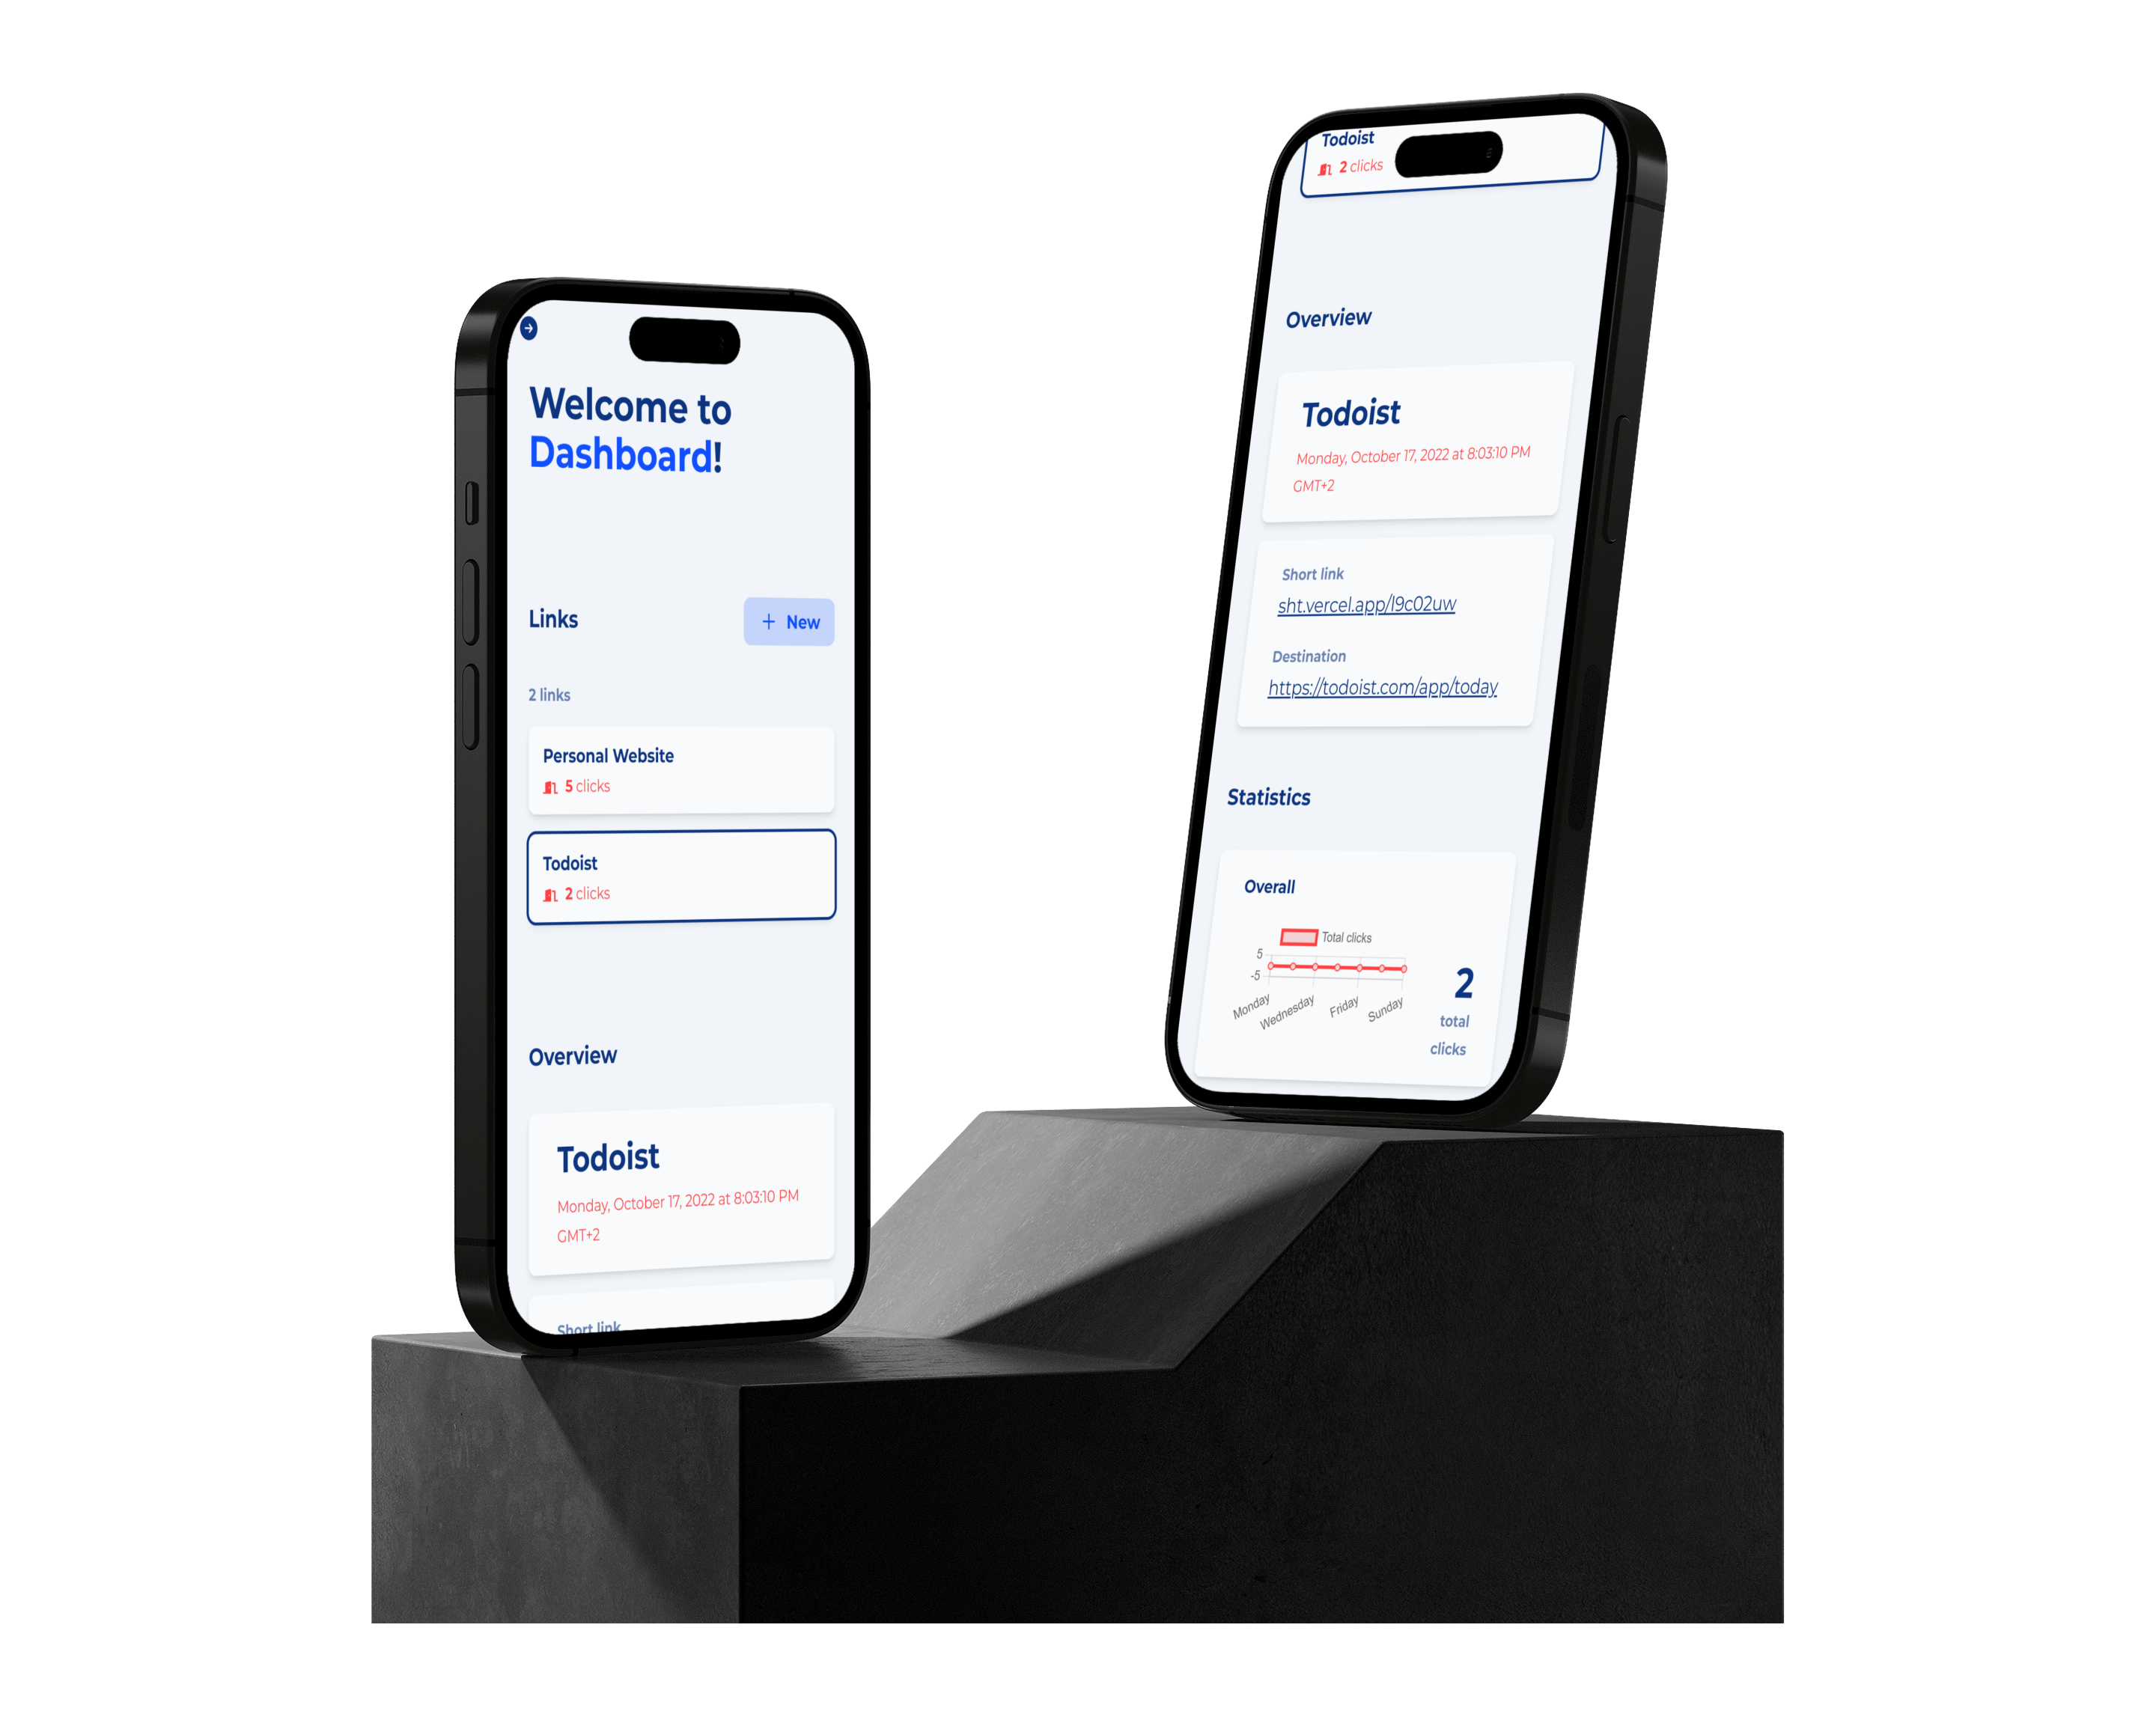 Welcome to
Dashboard!
Links
+ New
2 links
Personal Website
5 clicks
Todoist
2 clicks
Overview
Todoist
Monday, October 17, 2022 at 8:03:10 PM
GMT+2
Short link
Todoist
2 clicks
Overview
Todoist
Monday, October 17, 2022 at 8:03:10 PM
GMT+2
Short link
sht.vercel.app/l9c02uw
Destination
https://todoist.com/app/today
Statistics
Overall
Total clicks
5
-5
Monday
Wednesday
Friday
Sunday
2
total
clicks